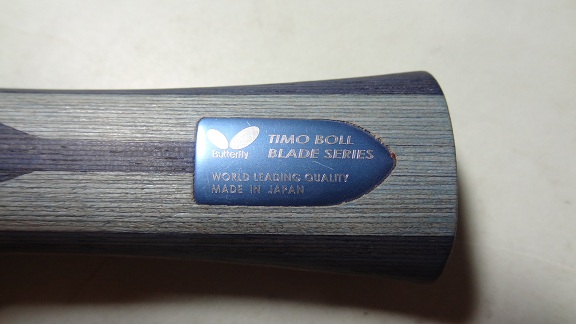 Butterfly
TIMO BOLL
BLADE SERIES
WORLD LEADING QUALITY
MADE IN JAPAN